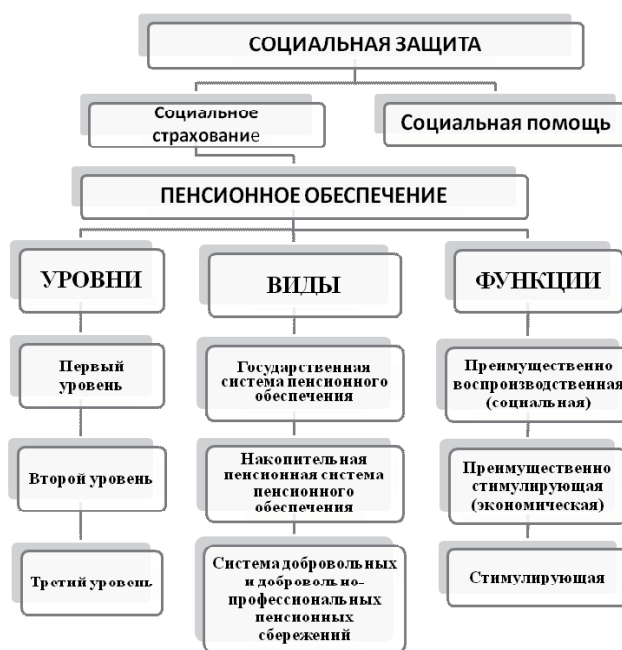 СОЦИАЛЬНАЯ ЗАЩИТА
Социальное
страхование
Социальная помощь
ПЕНСИОННОЕ ОБЕСПЕЧЕНИЕ
УРОВНИ
ВИДЫ
ФУНКЦИИ
Первый
уровень
Государственная
система пенсионного
обеспечения
Преимущественно
воспроизводственная
(социальная)
Второй уровень
Накопительная
пенсионная система
пенсионного
обеспечения
Преимущественно
стимулирующая
(экономическая)
Третий уровень
Система добровольных
и добровольно-
профессиональных
пенсионных
сбережений
Стимулирующая